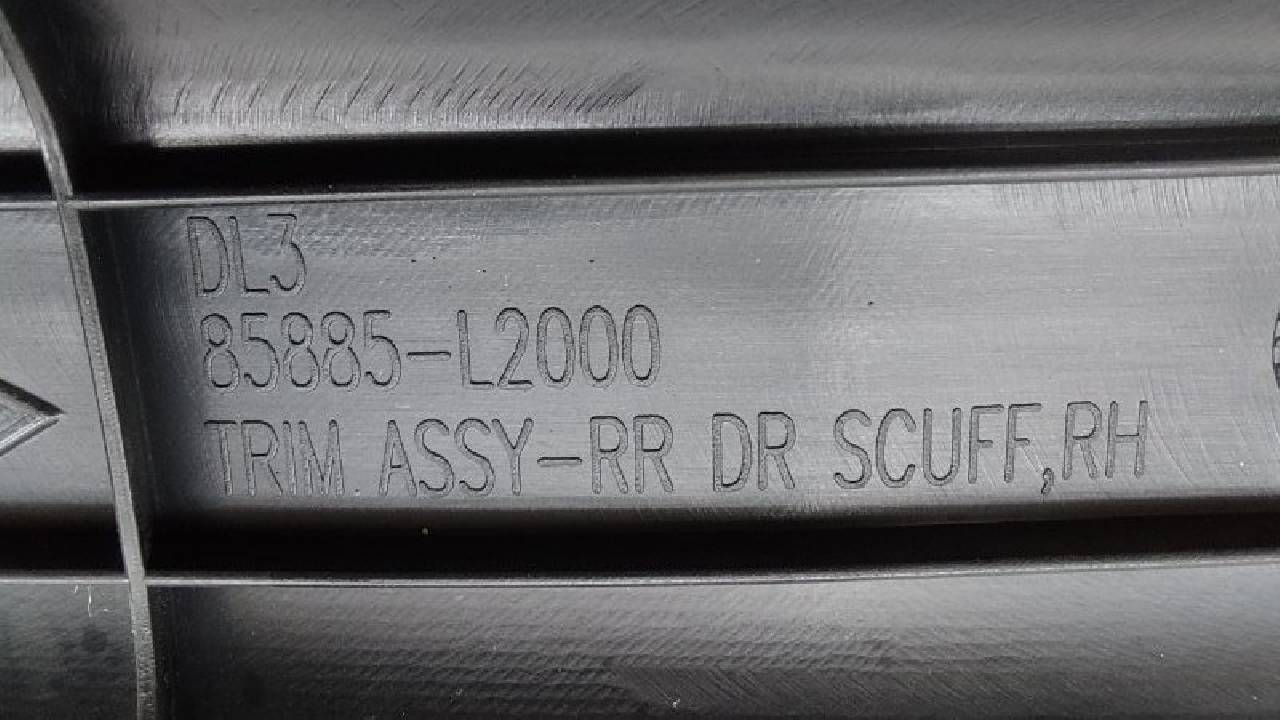 DL3
85885-L2000
TRIM ASSY-RR DR SCUFF,RH